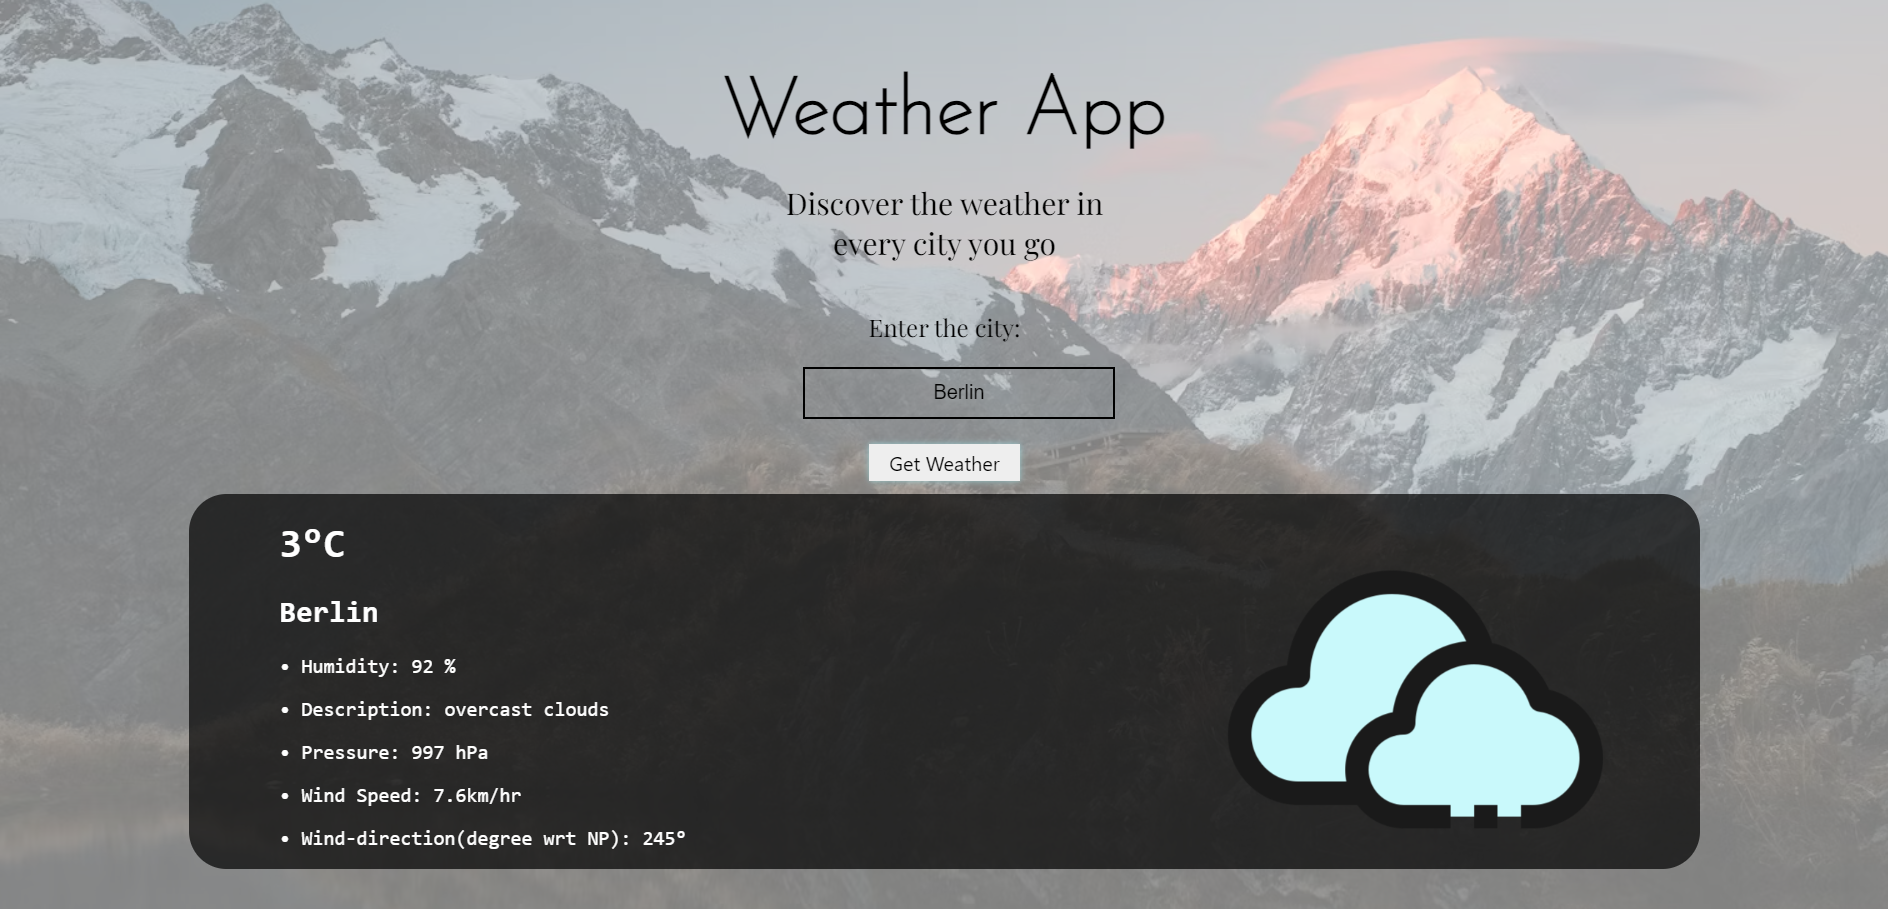 Weather App
Discover the weather in
every city you go
Enter the city:
Berlin
Get Weather
3°C
Berlin
• Humidity: 92 %
• Description: overcast clouds
• Pressure: 997 hPa
• Wind Speed: 7.6km/hr
• Wind-direction(degree wrt NP): 245°